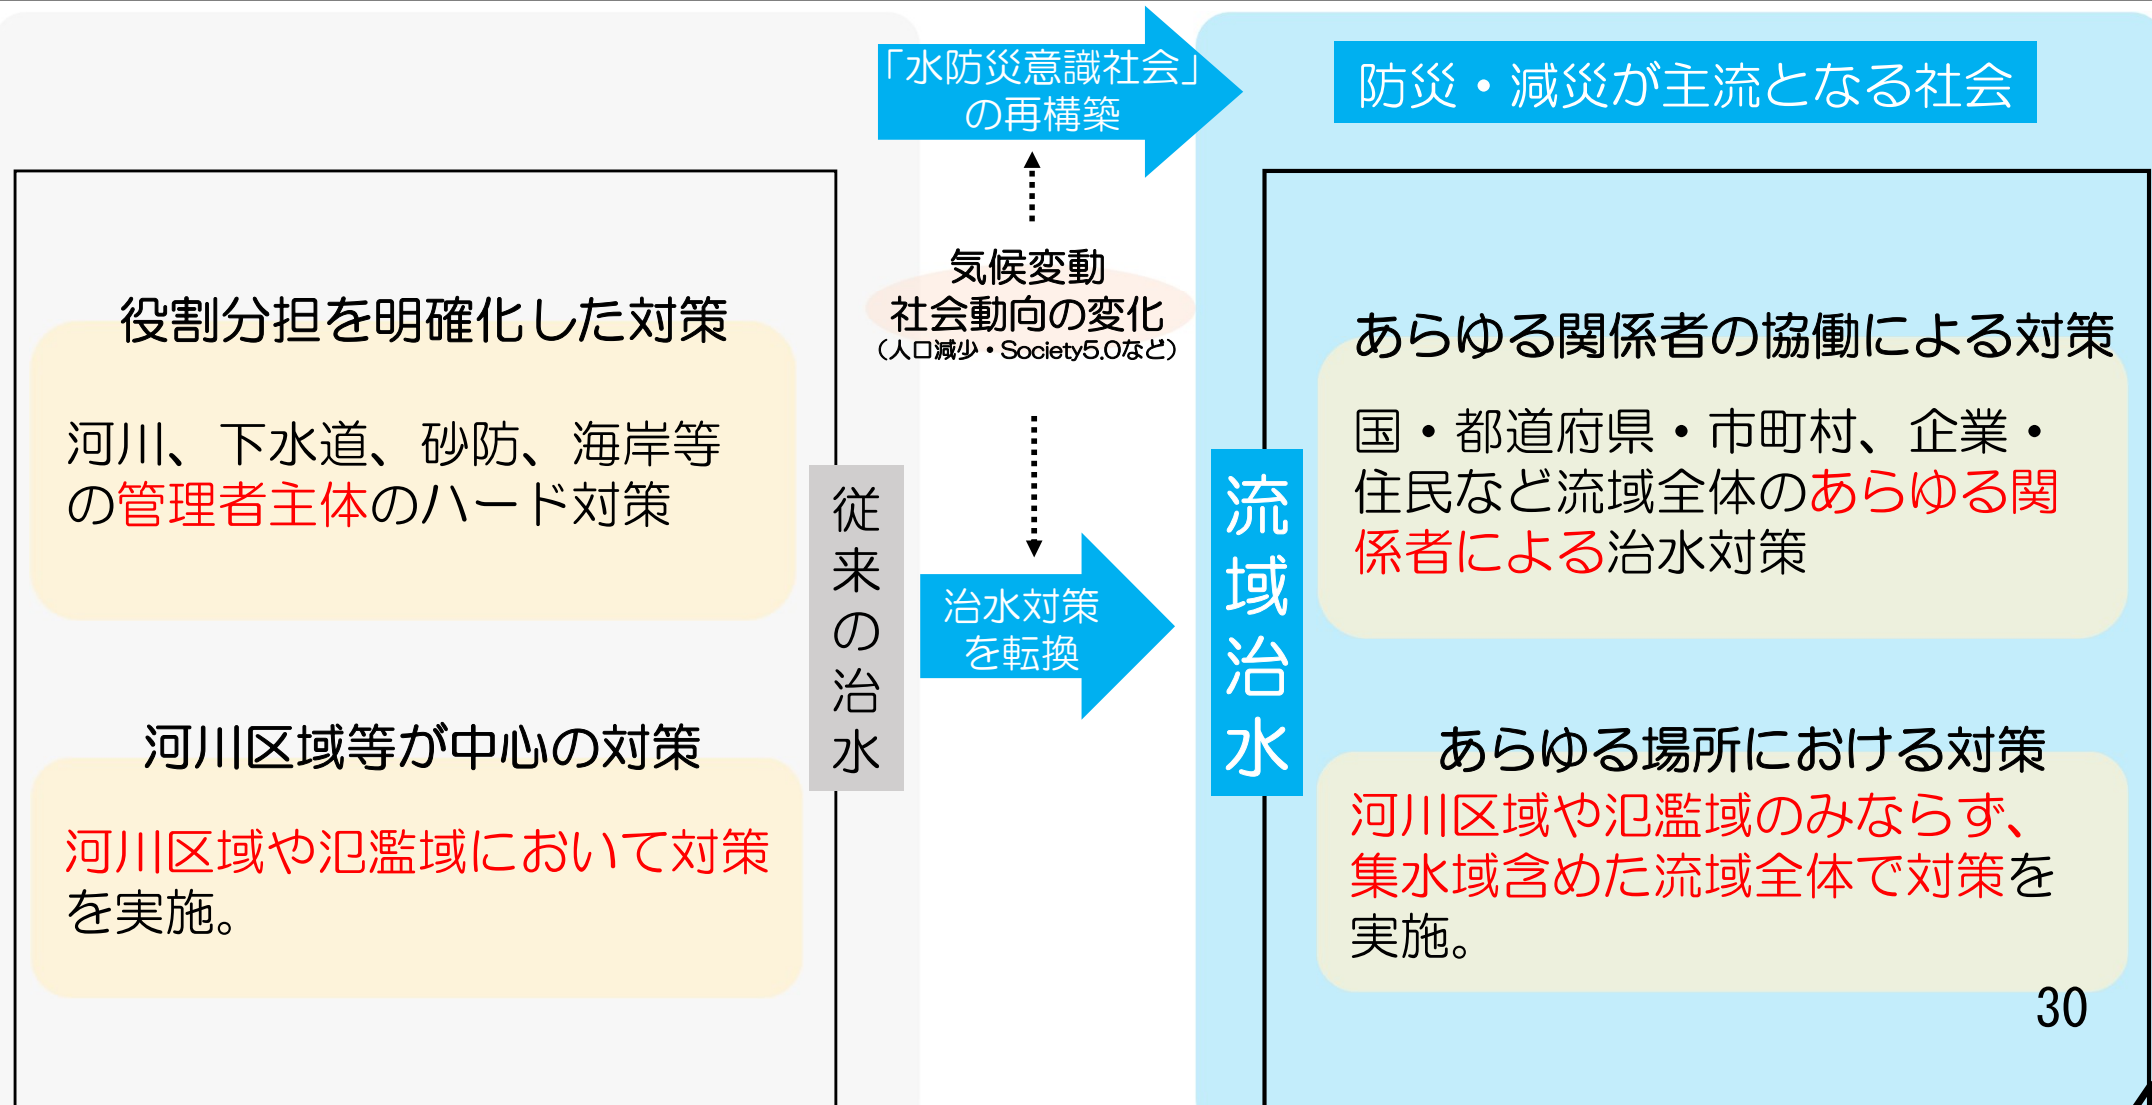 「水防災意識社会」
の再構築
防災・減災が主流となる社会
気候変動
社会動向の変化
（人口減少・Society5.0など）
役割分担を明確化した対策
河川、下水道、砂防、海岸等
の管理者主体のハード対策
河川区域等が中心の対策
河川区域や氾濫域において対策
を実施。
従来の治水
治水対策
を転換
流域治水
あらゆる関係者の協働による対策
国・都道府県・市町村、企業・
住民など流域全体のあらゆる関
係者による治水対策
あらゆる場所における対策
河川区域や氾濫域のみならず、
集水域含めた流域全体で対策を
実施。
30